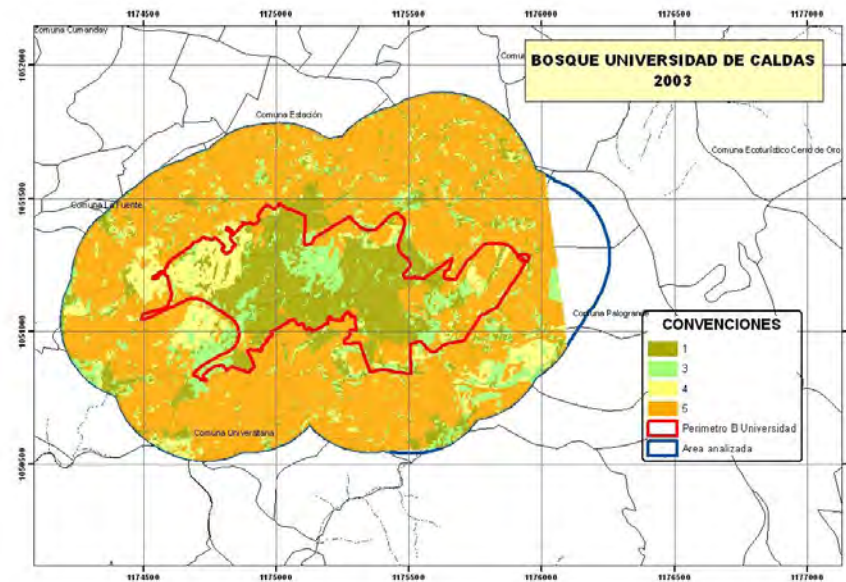 1174500 1175000 1175500 1176000 1176500 1177000
Comuna Cumanday
BOSQUE UNIVERSIDAD DE CALDAS
2003
1052000
Comuna Estación
Comuna Ecoturístico Cerro de Oro
1051500
Comuna La Fuente
Comuna Palogrande
1051000
CONVENCIONES
1
3
4
5
Perimetro B Universidad
Area analizada
Comuna Universitaria
1050500
1174500 1175000 1175500 1176000 1176500 1177000